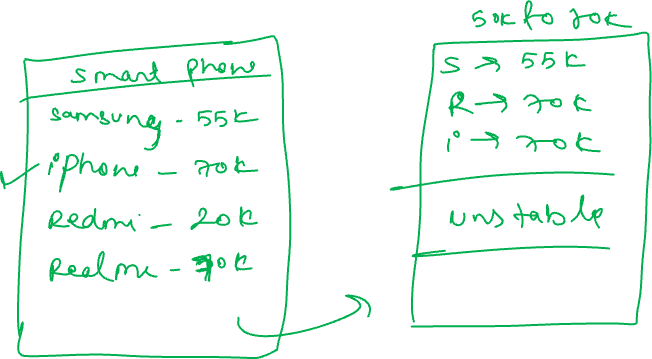 smart phone
samsung - 55k
✓ iphone - 70k
Redmi - 20k
Realme - 70k
50k to 70k
S → 55k
R → 70k
i → 70k
unstable